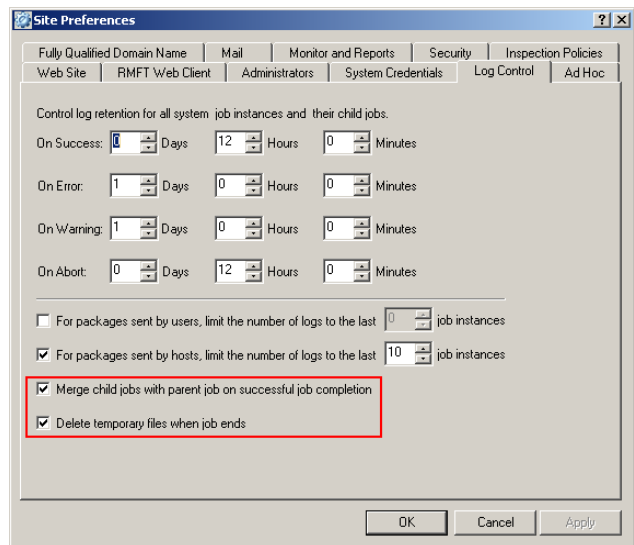 Site Preferences
Fully Qualified Domain Name Mail Monitor and Reports Security Inspection Policies
Web Site RMFT Web Client Administrators System Credentials Log Control Ad Hoc
Control log retention for all system job instances and their child jobs.
On Success: 0 Days 12 Hours 0 Minutes
On Error: 1 Days 0 Hours 0 Minutes
On Warning: 1 Days 0 Hours 0 Minutes
On Abort: 0 Days 12 Hours 0 Minutes
For packages sent by users, limit the number of logs to the last 0 job instances
For packages sent by hosts, limit the number of logs to the last 10 job instances
Merge child jobs with parent job on successful job completion
Delete temporary files when job ends
OK Cancel Apply